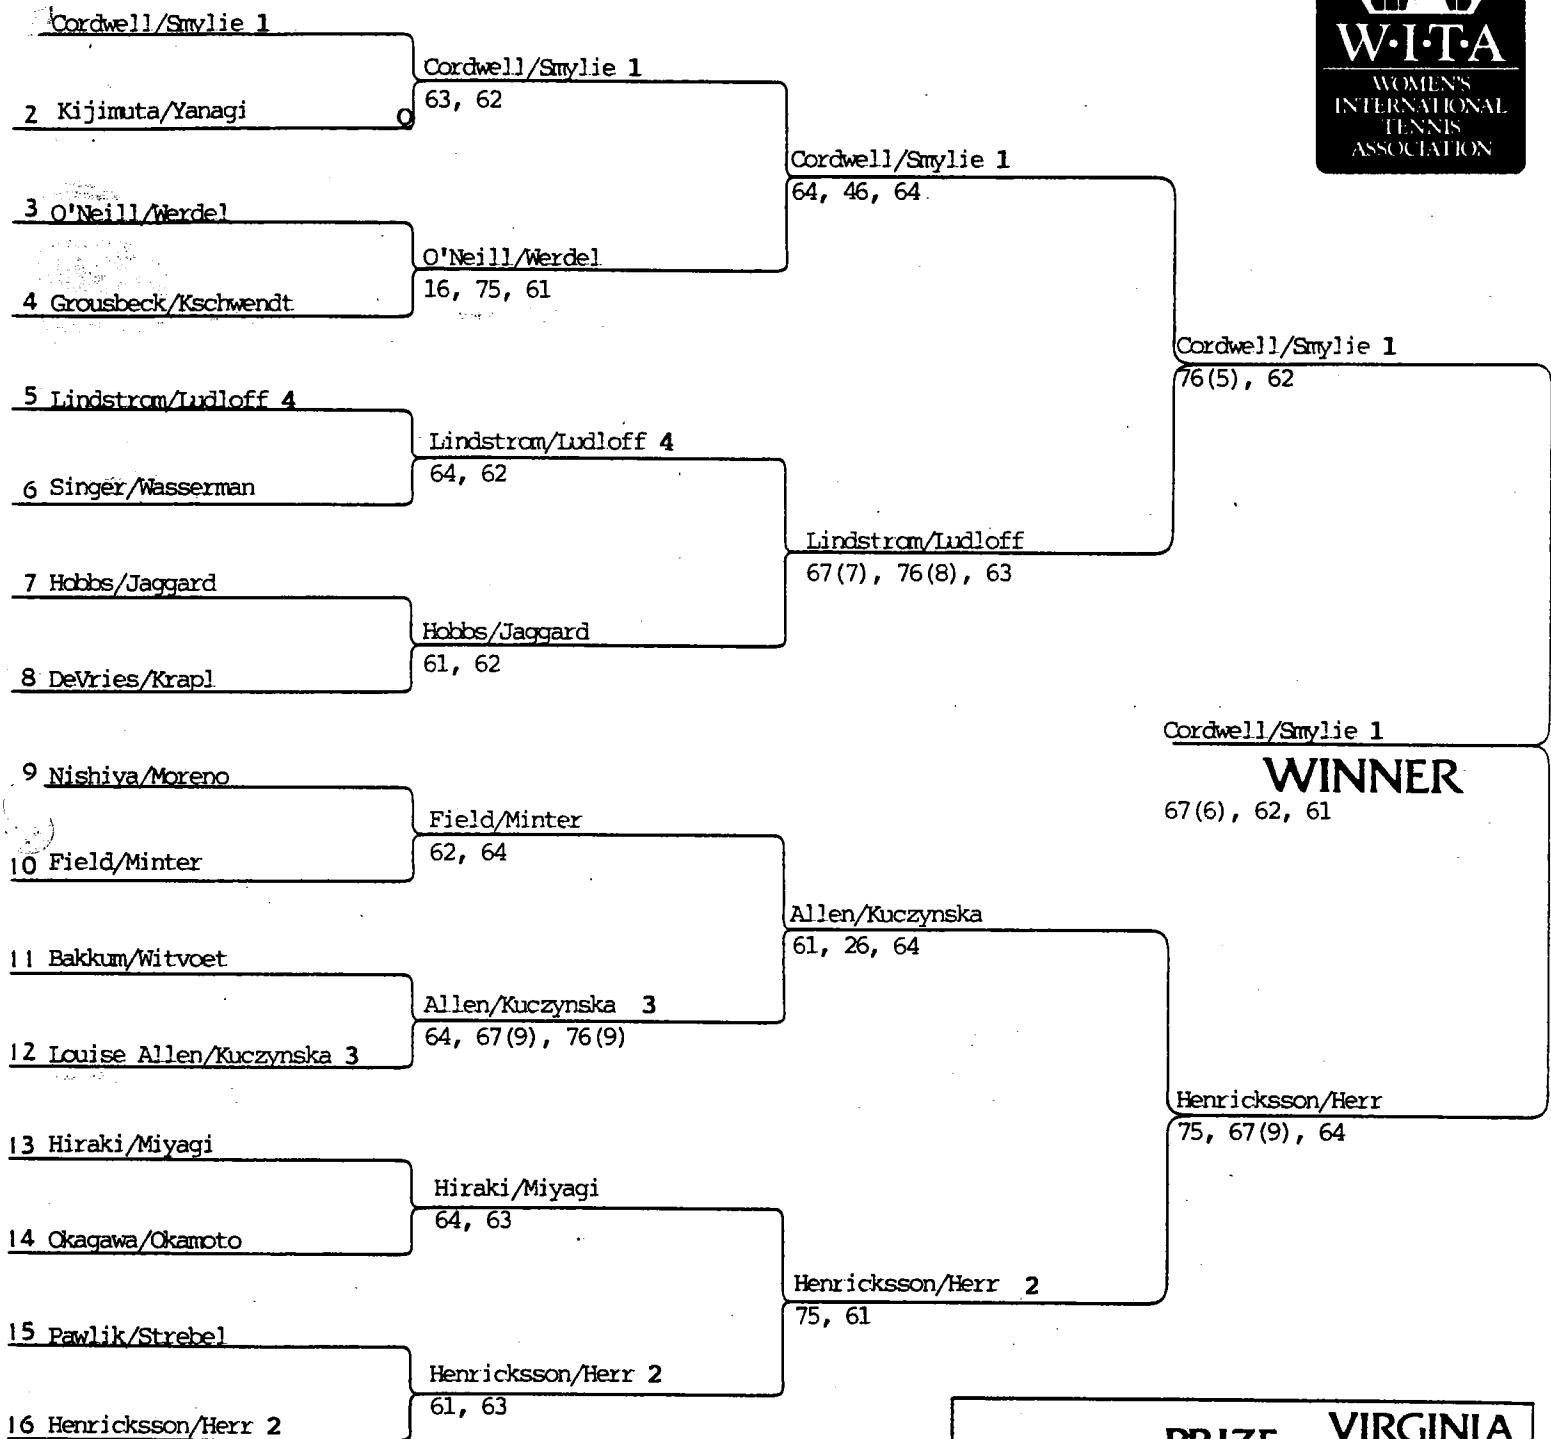 Cordwell/Smylie 1
2 Kijimuta/Yanagi Q
3 O'Neill/Werdel
4 Grousbeck/Kschwendt
5 Lindstrom/Ludloff 4
6 Singer/Wasserman
7 Hobbs/Jaggard
8 DeVries/Krapl
9 Nishiya/Moreno
10 Field/Minter
11 Bakkum/Witvoet
12 Louise Allen/Kuczynska 3
13 Hiraki/Miyagi
14 Okagawa/Okamoto
15 Pawlik/Strebel
16 Henricksson/Herr 2
Cordwell/Smylie 1
63, 62
O'Neill/Werdel
16, 75, 61
Lindstrom/Ludloff 4
64, 62
Hobbs/Jaggard
61, 62
Field/Minter
62, 64
Allen/Kuczynska 3
64, 67(9), 76(9)
Hiraki/Miyagi
64, 63
Henricksson/Herr 2
61, 63
Cordwell/Smylie 1
64, 46, 64
Lindstrom/Ludloff
67(7), 76(8), 63
Allen/Kuczynska
61, 26, 64
Henricksson/Herr 2
75, 61
Cordwell/Smylie 1
76(5), 62
Henricksson/Herr
75, 67(9), 64
Cordwell/Smylie 1
WINNER
67(6), 62, 61
W·I·T·A
WOMEN'S
INTERNATIONAL
TENNIS
ASSOCIATION
PRIZE VIRGINIA